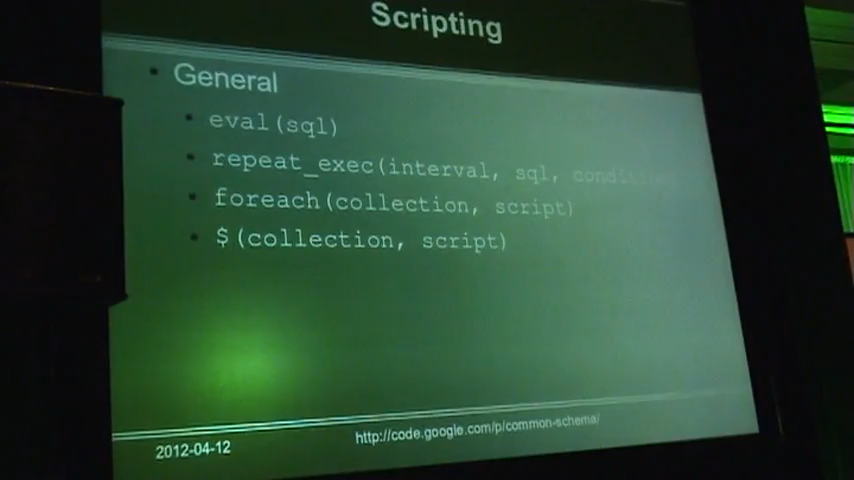 Scripting
• General
• eval(sql)
• repeat_exec(interval, sql,
• foreach(collection, script)
• $(collection, script)
2012-04-12
http://code.google.com/p/common-schema/